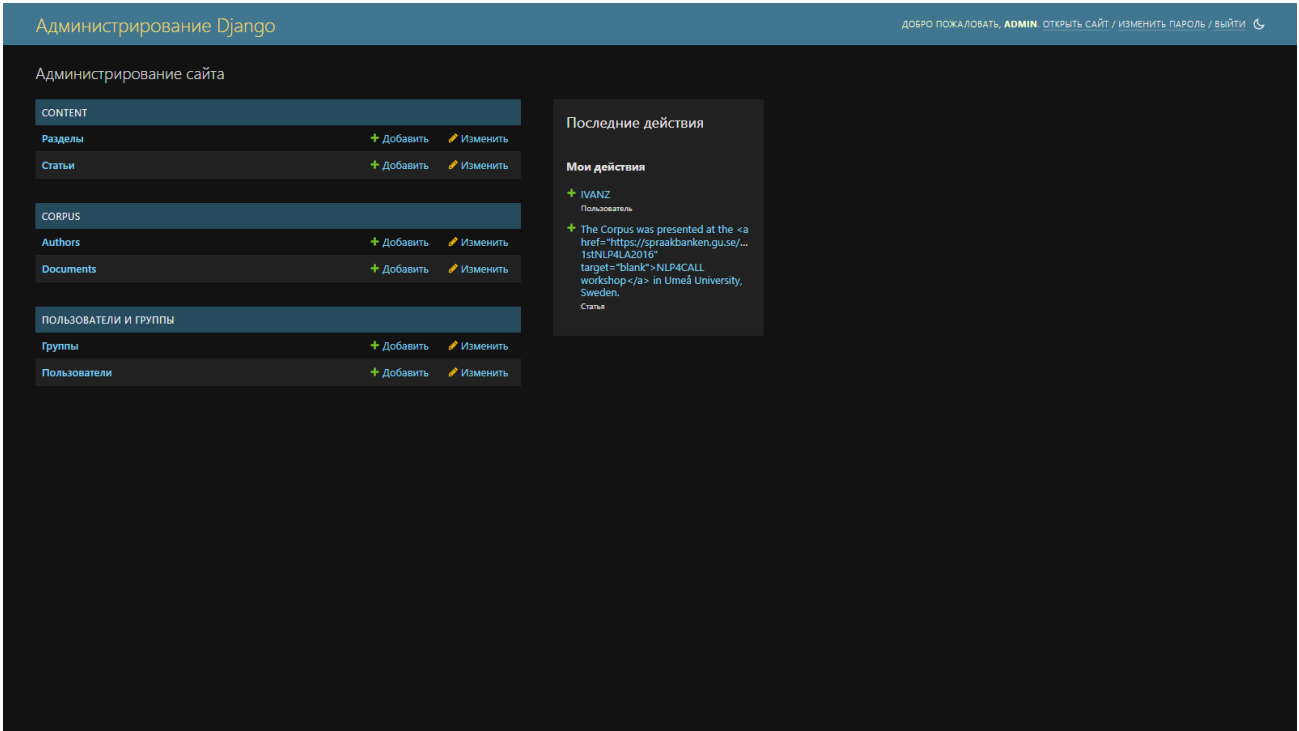 Администрирование Django
ДОБРО ПОЖАЛОВАТЬ, ADMIN. ОТКРЫТЬ САЙТ / ИЗМЕНИТЬ ПАРОЛЬ / ВЫЙТИ
Администрирование сайта
CONTENT
Разделы Добавить Изменить
Статьи Добавить Изменить
CORPUS
Authors Добавить Изменить
Documents Добавить Изменить
ПОЛЬЗОВАТЕЛИ И ГРУППЫ
Группы Добавить Изменить
Пользователи Добавить Изменить
Последние действия
Мои действия
IVANZ
Пользователь
The Corpus was presented at the <a
href="https://spraakbanken.gu.se/…
1stNLP4LA2016"
target="blank">NLP4CALL
workshop</a> in Umeå University,
Sweden.
Статья